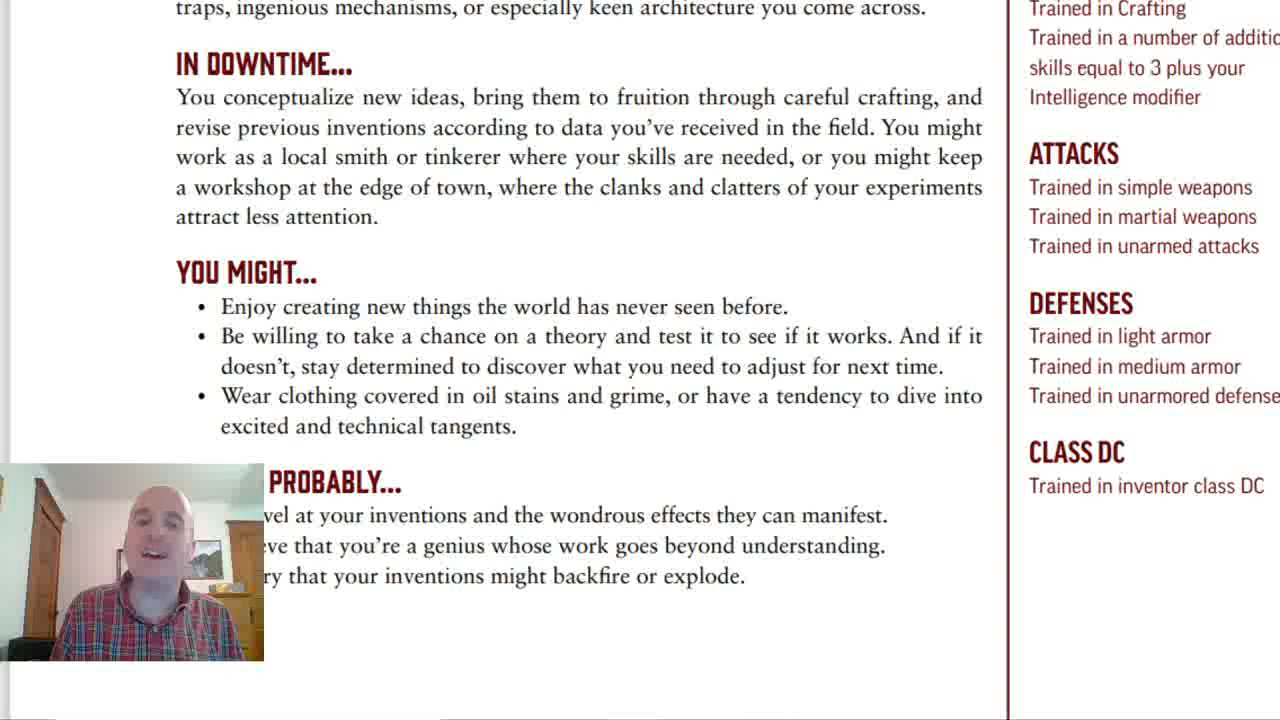 traps, ingenious mechanisms, or especially keen architecture you come across.
IN DOWNTIME...
You conceptualize new ideas, bring them to fruition through careful crafting, and
revise previous inventions according to data you've received in the field. You might
work as a local smith or tinkerer where your skills are needed, or you might keep
a workshop at the edge of town, where the clanks and clatters of your experiments
attract less attention.
YOU MIGHT...
• Enjoy creating new things the world has never seen before.
• Be willing to take a chance on a theory and test it to see if it works. And if it
doesn't, stay determined to discover what you need to adjust for next time.
• Wear clothing covered in oil stains and grime, or have a tendency to dive into
excited and technical tangents.
PROBABLY...
vel at your inventions and the wondrous effects they can manifest.
eve that you're a genius whose work goes beyond understanding.
ry that your inventions might backfire or explode.
Trained in Crafting
Trained in a number of additio
skills equal to 3 plus your
Intelligence modifier
ATTACKS
Trained in simple weapons
Trained in martial weapons
Trained in unarmed attacks
DEFENSES
Trained in light armor
Trained in medium armor
Trained in unarmored defense
CLASS DC
Trained in inventor class DC